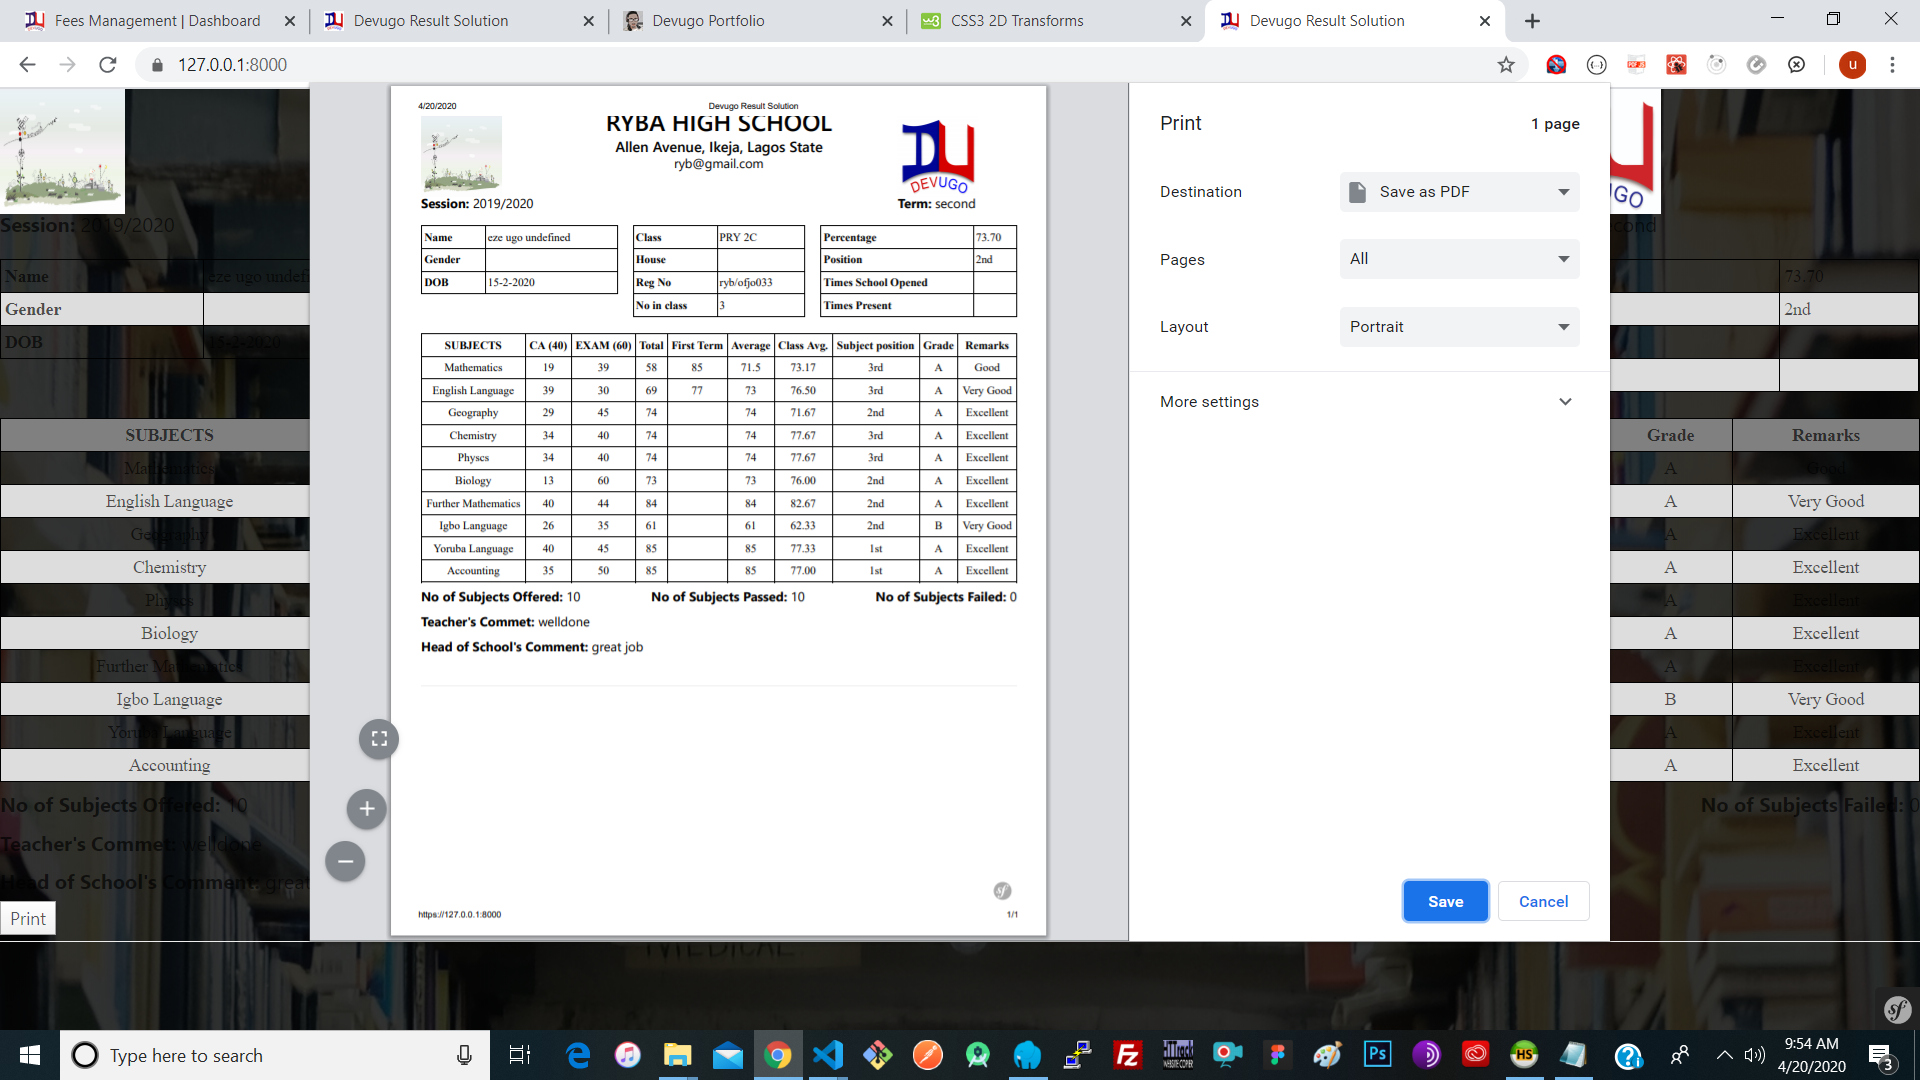 Fees Management | Dashboard
Devugo Result Solution
Devugo Portfolio
CSS3 2D Transforms
Devugo Result Solution
127.0.0.1:8000
u
4/20/2020
Devugo Result Solution
RYBA HIGH SCHOOL
Allen Avenue, Ikeja, Lagos State
ryb@gmail.com
DEVUGO
Session: 2019/2020
Term: second
Name eze ugo undefined
Gender
DOB 15-2-2020
Class PRY 2C
House
Reg No ryb/ofjo033
No in class 3
Percentage 73.70
Position 2nd
Times School Opened
Times Present
SUBJECTS CA (40) EXAM (60) Total First Term Average Class Avg. Subject position Grade Remarks
Mathematics 19 39 58 85 71.5 73.17 3rd A Good
English Language 39 30 69 77 73 76.50 3rd A Very Good
Geography 29 45 74 74 71.67 2nd A Excellent
Chemistry 34 40 74 74 77.67 3rd A Excellent
Physcs 34 40 74 74 77.67 3rd A Excellent
Biology 13 60 73 73 76.00 2nd A Excellent
Further Mathematics 40 44 84 84 82.67 2nd A Excellent
Igbo Language 26 35 61 61 62.33 2nd B Very Good
Yoruba Language 40 45 85 85 77.33 1st A Excellent
Accounting 35 50 85 85 77.00 1st A Excellent
No of Subjects Offered: 10 No of Subjects Passed: 10 No of Subjects Failed: 0
Teacher's Commet: welldone
Head of School's Comment: great job
https://127.0.0.1:8000
1/1
Print
1 page
Destination Save as PDF
Pages All
Layout Portrait
More settings
Save Cancel
Session: 2019/2020
Name eze ugo undefi
Gender
DOB 15-2-2020
SUBJECTS
Mathematics
English Language
Geography
Chemistry
Physcs
Biology
Further Mathematics
Igbo Language
Yoruba Language
Accounting
No of Subjects Offered: 10
Teacher's Commet: welldone
Head of School's Comment: great
Print
UGO
cond
73.70
2nd
Grade Remarks
A Good
A Very Good
A Excellent
A Excellent
A Excellent
A Excellent
A Excellent
B Very Good
A Excellent
A Excellent
No of Subjects Failed: 0
MEDICAL
Type here to search
Ps
HS
9:54 AM
4/20/2020
3